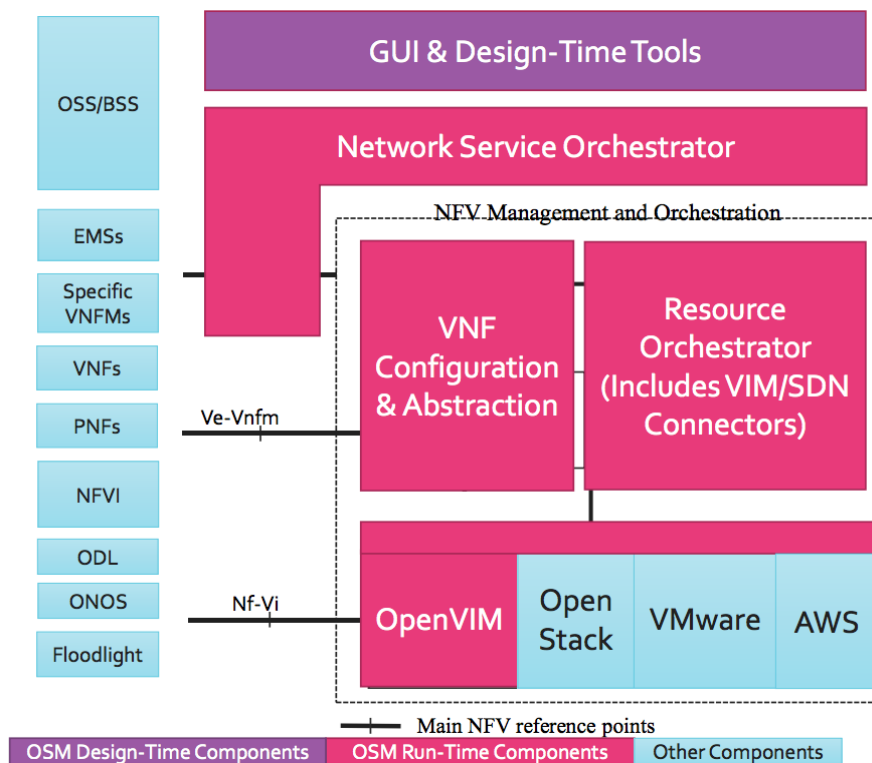 GUI & Design-Time Tools
OSS/BSS
Network Service Orchestrator
NFV Management and Orchestration
EMSs
Specific
VNFMs
VNFs
PNFs
NFVI
ODL
ONOS
Floodlight
VNF
Configuration
& Abstraction
Resource
Orchestrator
(Includes VIM/SDN
Connectors)
Ve-Vnfm
Nf-Vi
OpenVIM
Open
Stack
VMware
AWS
Main NFV reference points
OSM Design-Time Components
OSM Run-Time Components
Other Components